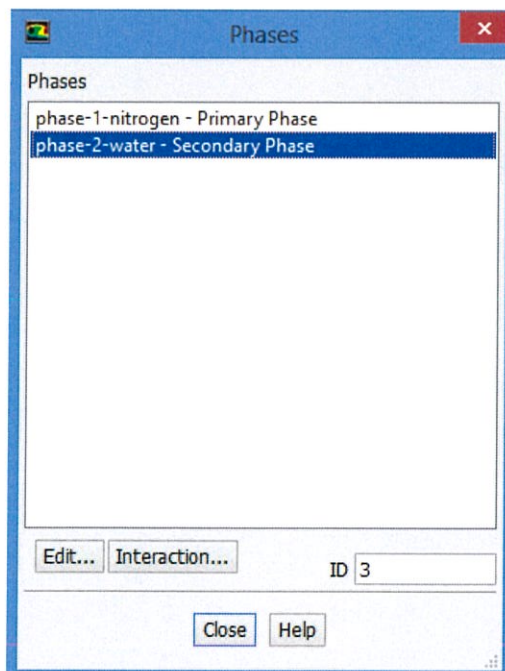 Phases
Phases
phase-1-nitrogen - Primary Phase
phase-2-water - Secondary Phase
Edit... Interaction... ID 3
Close Help